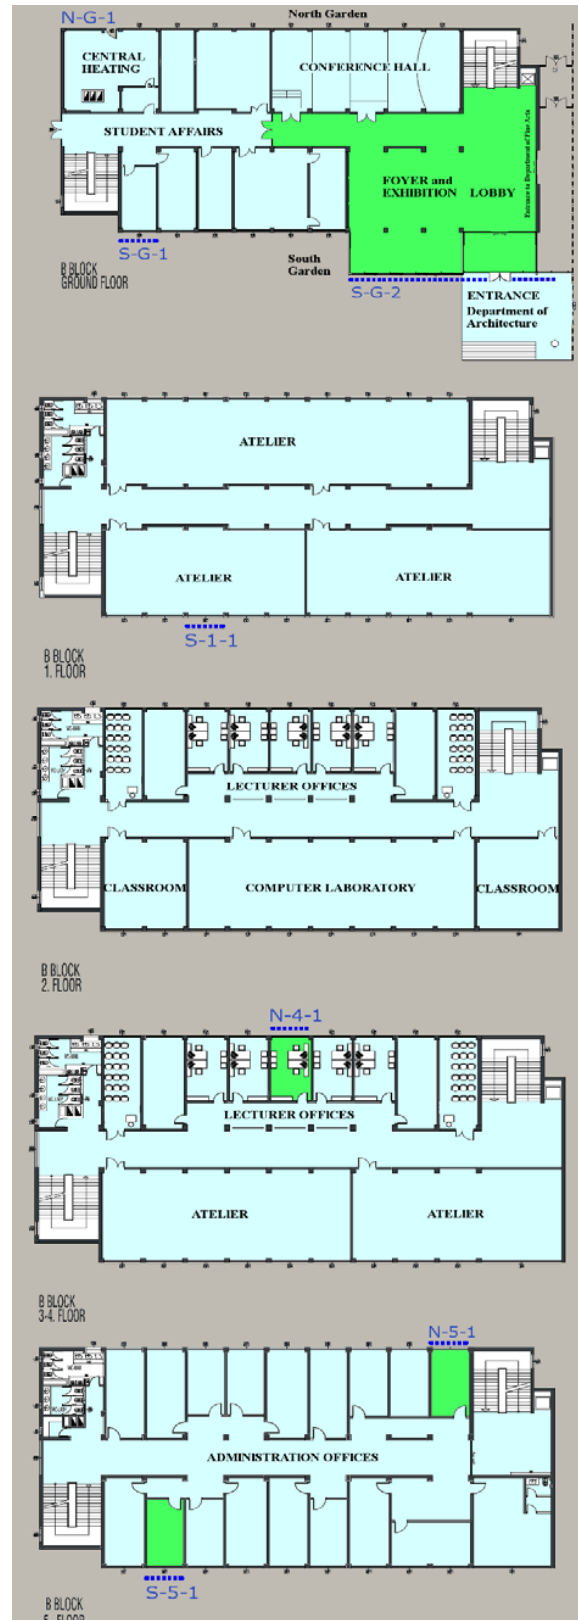 N-G-1
North Garden
CENTRAL
HEATING
CONFERENCE HALL
STUDENT AFFAIRS
FOYER and
EXHIBITION
LOBBY
Entrance to Department of Fine Arts
S-G-1
South
Garden
B BLOCK
GROUND FLOOR
S-G-2
ENTRANCE
Department of
Architecture
ATELIER
ATELIER
ATELIER
S-1-1
B BLOCK
1. FLOOR
LECTURER OFFICES
CLASSROOM
COMPUTER LABORATORY
CLASSROOM
B BLOCK
2. FLOOR
N-4-1
LECTURER OFFICES
ATELIER
ATELIER
B BLOCK
3-4. FLOOR
N-5-1
ADMINISTRATION OFFICES
S-5-1
B BLOCK
5. FLOOR